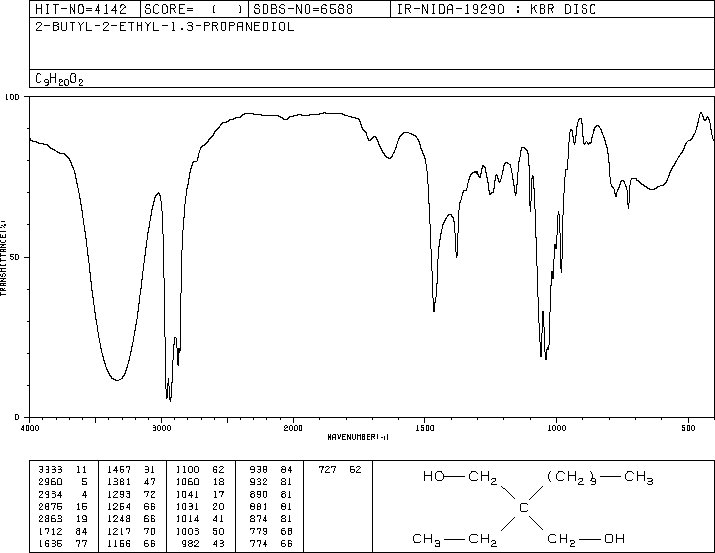 HIT-NO=4142 SCORE= ( ) SDBS-NO=6588 IR-NIDA-19290 : KBR DISC
2-BUTYL-2-ETHYL-1,3-PROPANEDIOL
C9H20O2
100
50
0
TRANSMITTANCE(%)
4000 3000 2000 1500 1000 500
WAVENUMBER(-1)
3333 11 1467 31 1100 62 938 84 727 62
2960 5 1381 47 1060 18 932 81
2934 4 1293 72 1041 17 890 81
2876 16 1254 66 1031 20 881 81
2863 19 1248 66 1014 41 874 81
1712 84 1217 70 1003 50 779 68
1635 77 1156 66 982 43 774 66
HO CH2 (CH2)3 CH3
C
CH3 CH2 CH2 OH